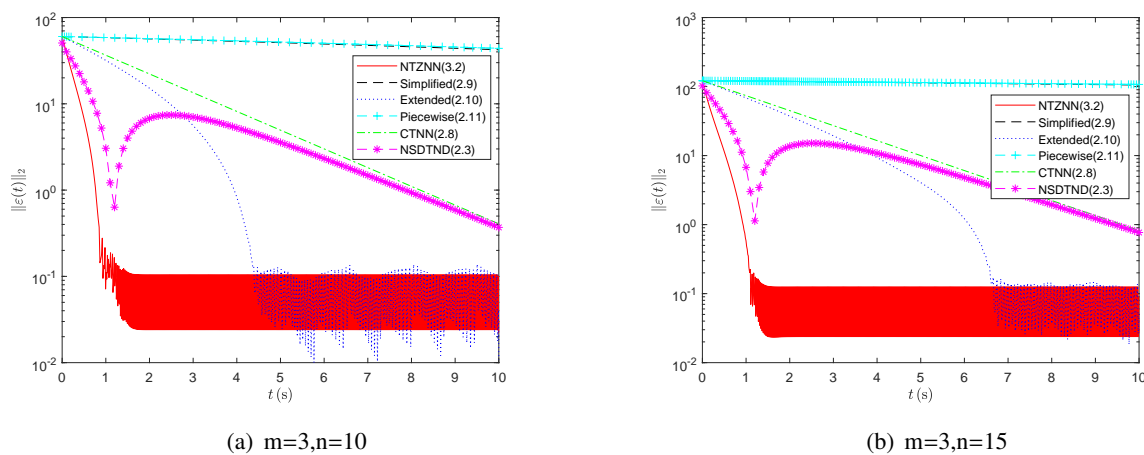 10^2
10^1
10^0
10^-1
10^-2
‖ε(t)‖_2
0 1 2 3 4 5 6 7 8 9 10
t (s)
NTZNN(3.2)
Simplified(2.9)
Extended(2.10)
Piecewise(2.11)
CTNN(2.8)
NSDTND(2.3)
(a) m=3,n=10
10^3
10^2
10^1
10^0
10^-1
10^-2
‖ε(t)‖_2
0 1 2 3 4 5 6 7 8 9 10
t (s)
NTZNN(3.2)
Simplified(2.9)
Extended(2.10)
Piecewise(2.11)
CTNN(2.8)
NSDTND(2.3)
(b) m=3,n=15